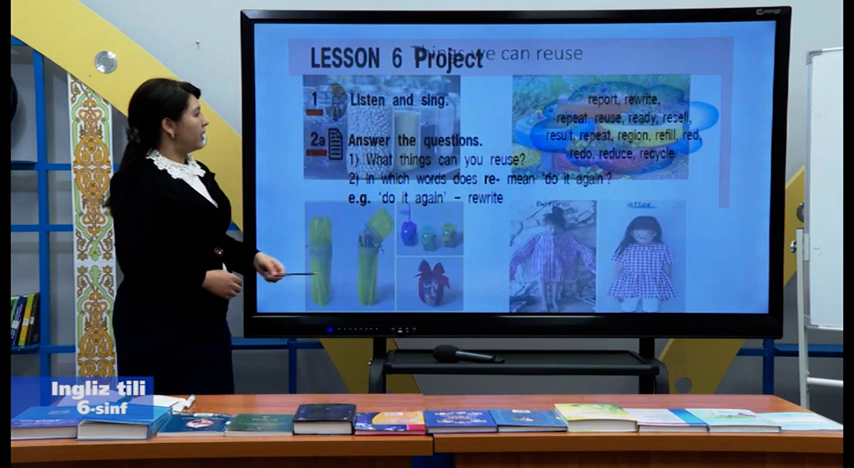 LESSON 6 Project
Things we can reuse
1 Listen and sing.
2a Answer the questions.
1) What things can you reuse?
2) In which words does re- mean 'do it again'?
e.g. 'do it again' – rewrite
report, rewrite,
repeat, reuse, ready, resell,
result, repeat, region, refill, red,
redo, reduce, recycle
before
after
Ingliz tili
6-sinf